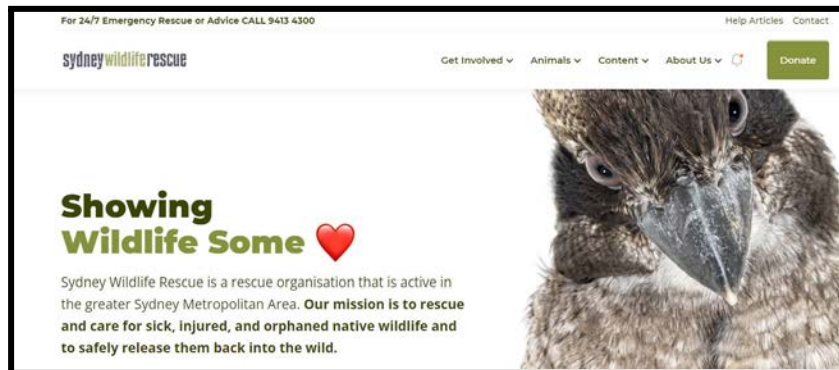 For 24/7 Emergency Rescue or Advice CALL 9413 4300
Help Articles Contact
sydneywildliferescue
Get Involved Animals Content About Us
Donate
Showing
Wildlife Some
Sydney Wildlife Rescue is a rescue organisation that is active in
the greater Sydney Metropolitan Area. Our mission is to rescue
and care for sick, injured, and orphaned native wildlife and
to safely release them back into the wild.